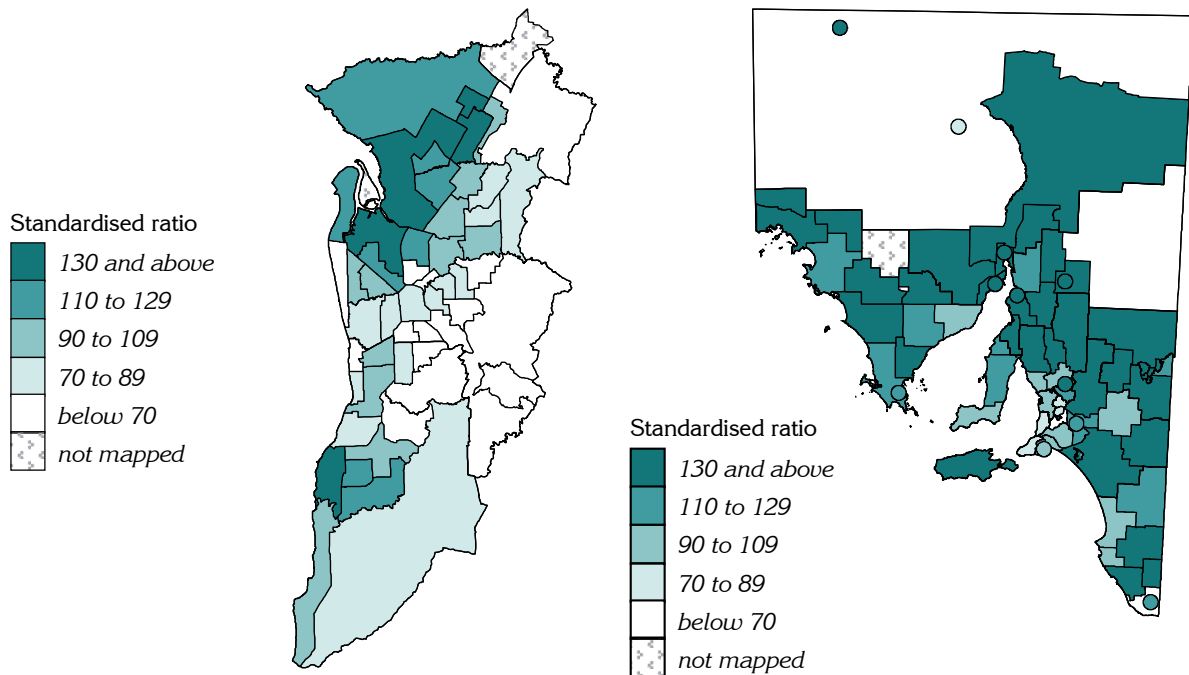 Standardised ratio
130 and above
110 to 129
90 to 109
70 to 89
below 70
not mapped
Standardised ratio
130 and above
110 to 129
90 to 109
70 to 89
below 70
not mapped